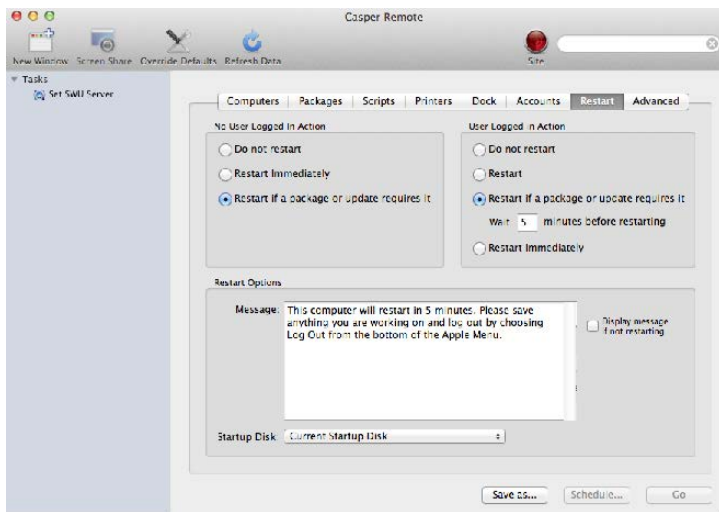 Casper Remote
New Window Screen Share Override Defaults Refresh Data Site
Tasks
Set SWU Server
Computers Packages Scripts Printers Dock Accounts Restart Advanced
No User Logged In Action User Logged In Action
Do not restart Do not restart
Restart Immediately Restart
Restart if a package or update requires it Restart if a package or update requires it
Wait 5 minutes before restarting
Restart Immediately
Restart Options
Message: This computer will restart in 5 minutes. Please save
anything you are working on and log out by choosing
Log Out from the bottom of the Apple Menu.
Display message
if not restarting
Startup Disk: Current Startup Disk
Save as... Schedule... Go